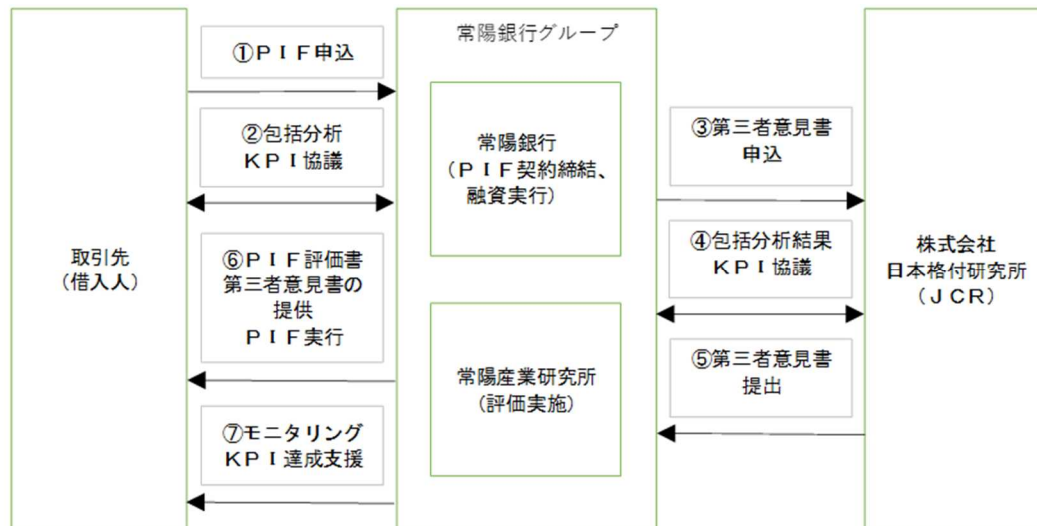 常陽銀行グループ
①ＰＩＦ申込
②包括分析
ＫＰＩ協議
常陽銀行
（ＰＩＦ契約締結、
融資実行）
③第三者意見書
申込
取引先
（借入人）
⑥ＰＩＦ評価書
第三者意見書の
提供
ＰＩＦ実行
④包括分析結果
ＫＰＩ協議
株式会社
日本格付研究所
（ＪＣＲ）
常陽産業研究所
（評価実施）
⑤第三者意見書
提出
⑦モニタリング
ＫＰＩ達成支援